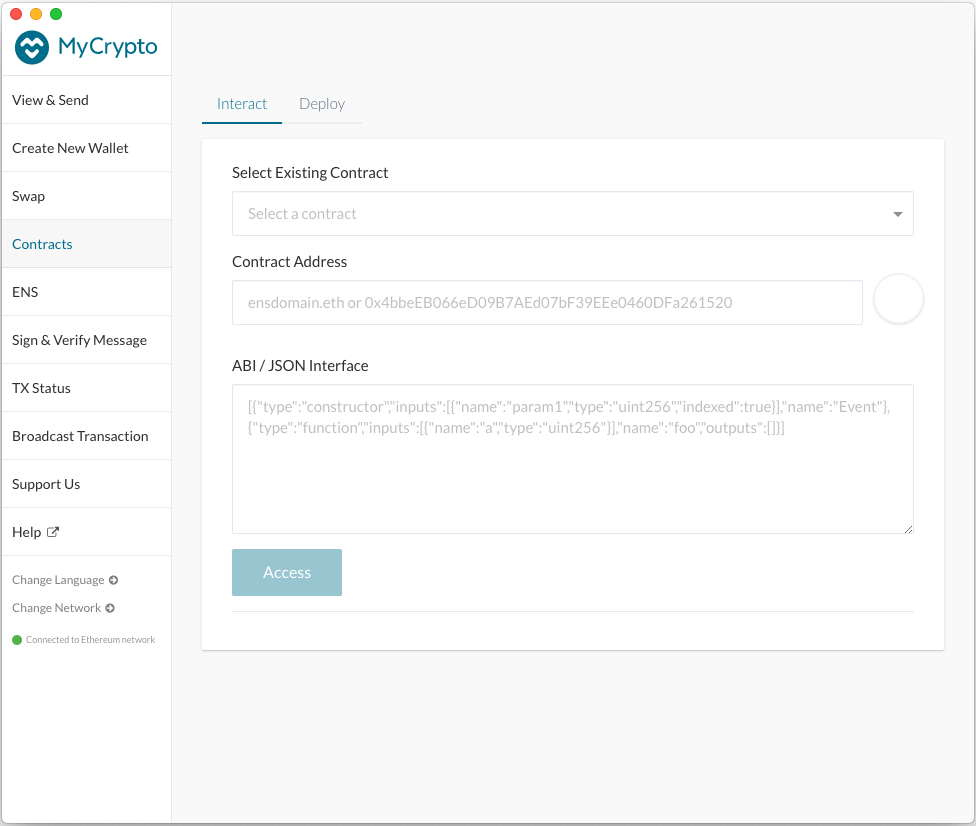 MyCrypto
View & Send
Create New Wallet
Swap
Contracts
ENS
Sign & Verify Message
TX Status
Broadcast Transaction
Support Us
Help
Change Language
Change Network
Connected to Ethereum network
Interact
Deploy
Select Existing Contract
Select a contract
Contract Address
ensdomain.eth or 0x4bbeEB066eD09B7AEd07bF39EEe0460DFa261520
ABI / JSON Interface
[{"type":"constructor","inputs":[{"name":"param1","type":"uint256","indexed":true}],"name":"Event"},
{"type":"function","inputs":[{"name":"a","type":"uint256"}],"name":"foo","outputs":[]}]
Access